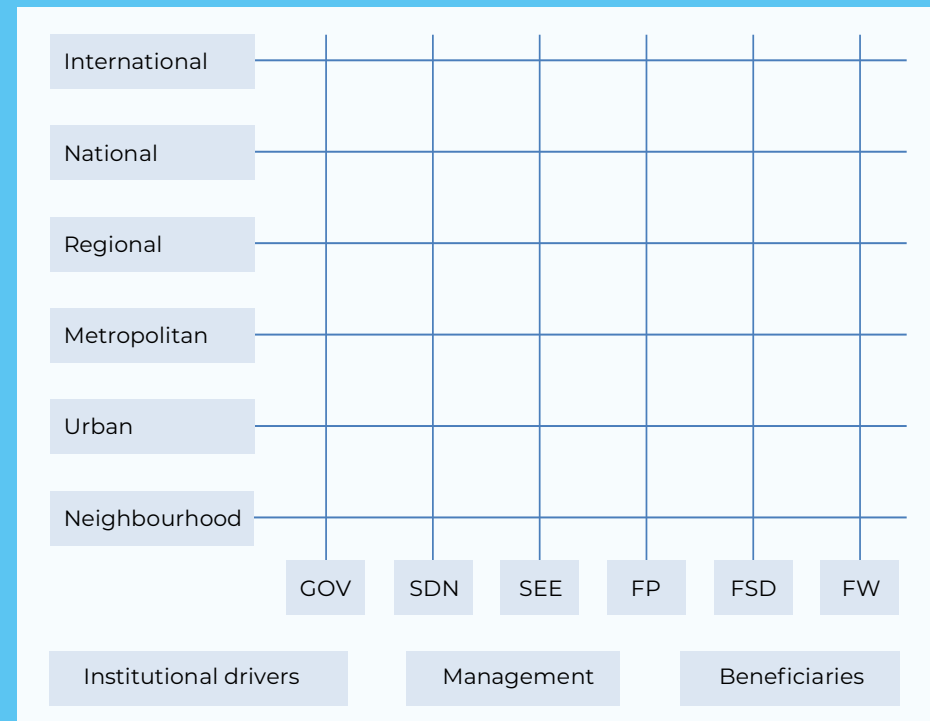 International
National
Regional
Metropolitan
Urban
Neighbourhood
GOV SDN SEE FP FSD FW
Institutional drivers Management Beneficiaries